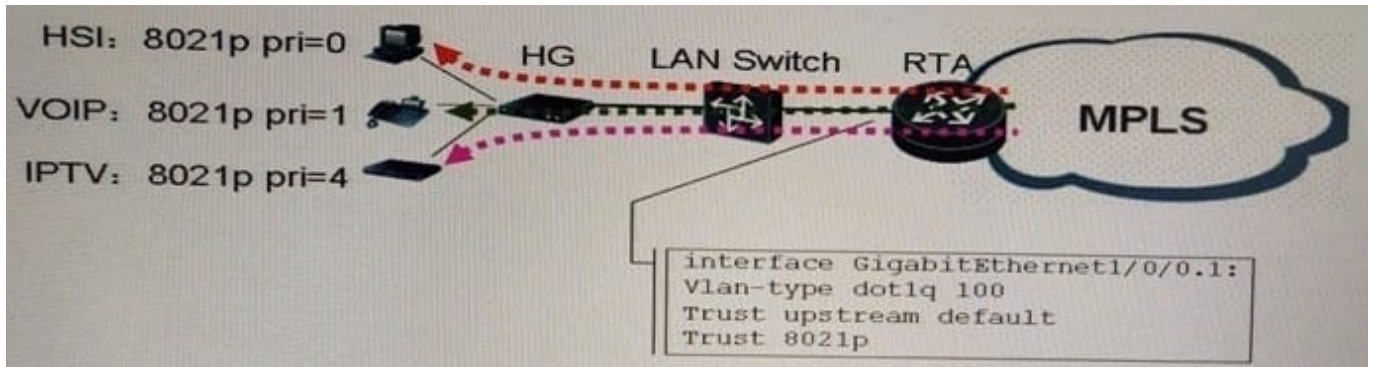 HSI： 8021p pri=0
HG
LAN Switch
RTA
VOIP： 8021p pri=1
MPLS
IPTV： 8021p pri=4
interface GigabitEthernet1/0/0.1:
Vlan-type dot1q 100
Trust upstream default
Trust 8021p